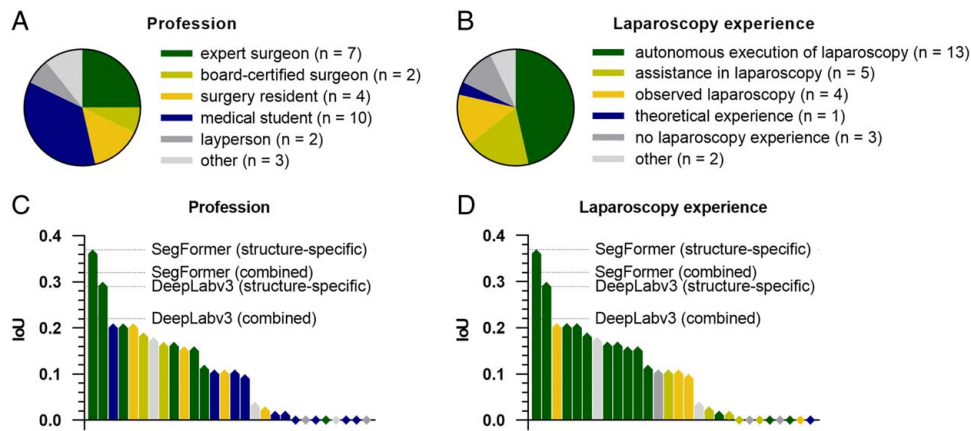 A
Profession
expert surgeon (n = 7)
board-certified surgeon (n = 2)
surgery resident (n = 4)
medical student (n = 10)
layperson (n = 2)
other (n = 3)
B
Laparoscopy experience
autonomous execution of laparoscopy (n = 13)
assistance in laparoscopy (n = 5)
observed laparoscopy (n = 4)
theoretical experience (n = 1)
no laparoscopy experience (n = 3)
other (n = 2)
C
Profession
IoU
0.4
0.3
0.2
0.1
0.0
SegFormer (structure-specific)
SegFormer (combined)
DeepLabv3 (structure-specific)
DeepLabv3 (combined)
D
Laparoscopy experience
IoU
0.4
0.3
0.2
0.1
0.0
SegFormer (structure-specific)
SegFormer (combined)
DeepLabv3 (structure-specific)
DeepLabv3 (combined)